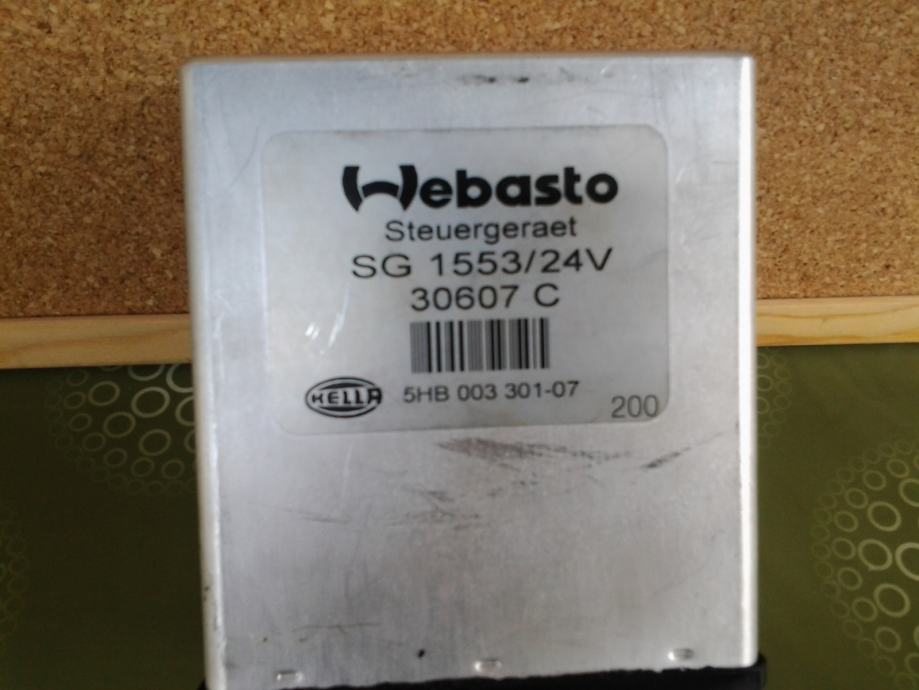 Webasto
Steuergeraet
SG 1553/24V
30607 C
HELLA 5HB 003 301-07
200